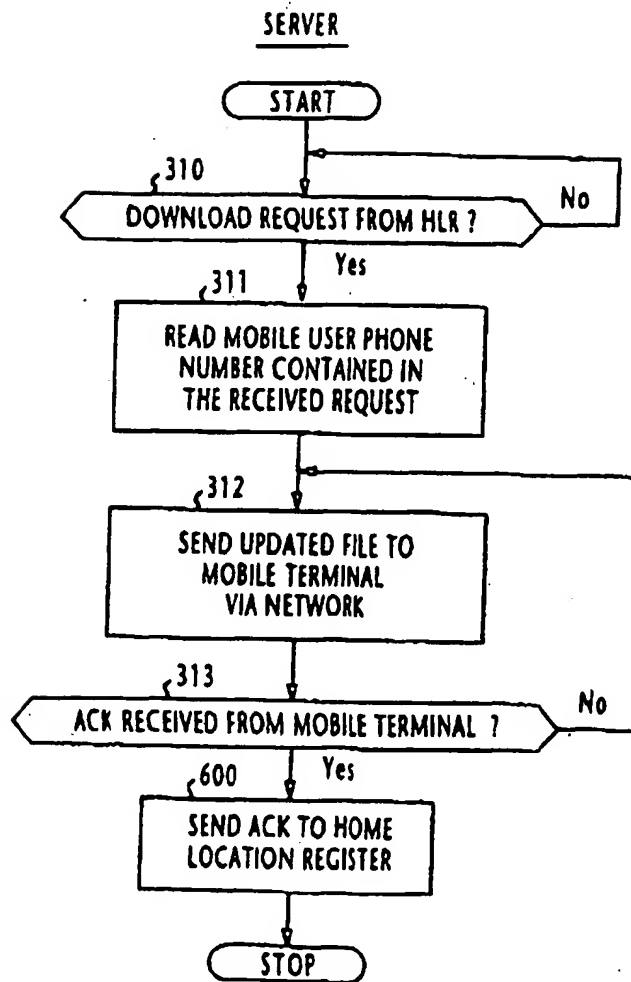 SERVER
START
310
DOWNLOAD REQUEST FROM HLR ?
No
Yes
311
READ MOBILE USER PHONE
NUMBER CONTAINED IN
THE RECEIVED REQUEST
312
SEND UPDATED FILE TO
MOBILE TERMINAL
VIA NETWORK
313
ACK RECEIVED FROM MOBILE TERMINAL ?
No
Yes
600
SEND ACK TO HOME
LOCATION REGISTER
STOP